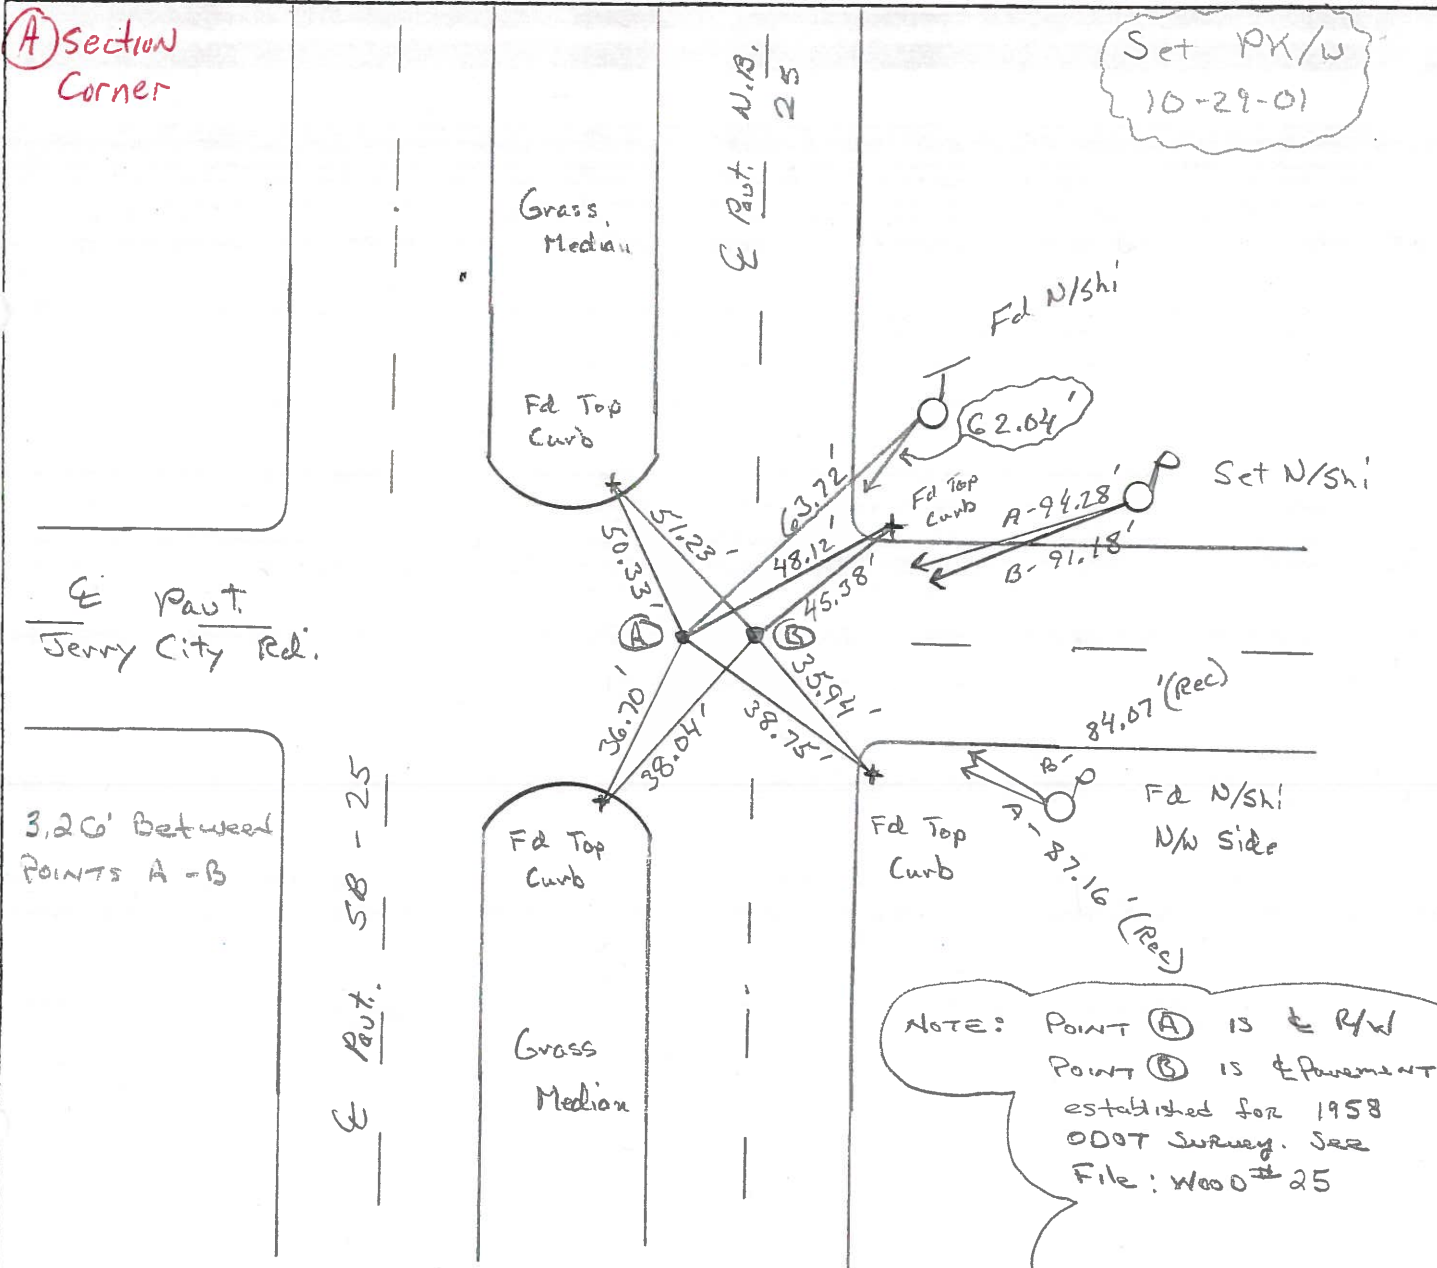 (A) Section
Corner
Set PK/W
10-29-01
℄ Pavt. N.B. 25
Grass
Median
Fd N/Shi
Fd Top
Curb
62.04'
63.72'
Fd Top
Curb
Set N/Shi
A-94.28'
B-91.18'
50.33'
51.23'
48.12'
45.38'
℄ Pavt.
Jerry City Rd.
(A)
(B)
36.70'
38.04'
38.75'
35.94'
84.07' (Rec)
B-
A-87.16' (Rec)
Fd N/Shi
N/W Side
3.26' Between
POINTS A-B
℄ Pavt. SB-25
Fd Top
Curb
Fd Top
Curb
Grass
Median
NOTE: POINT (A) IS ℄ R/W
POINT (B) IS ℄ Pavement
established for 1958
ODOT Survey. See
File: WOOD #25